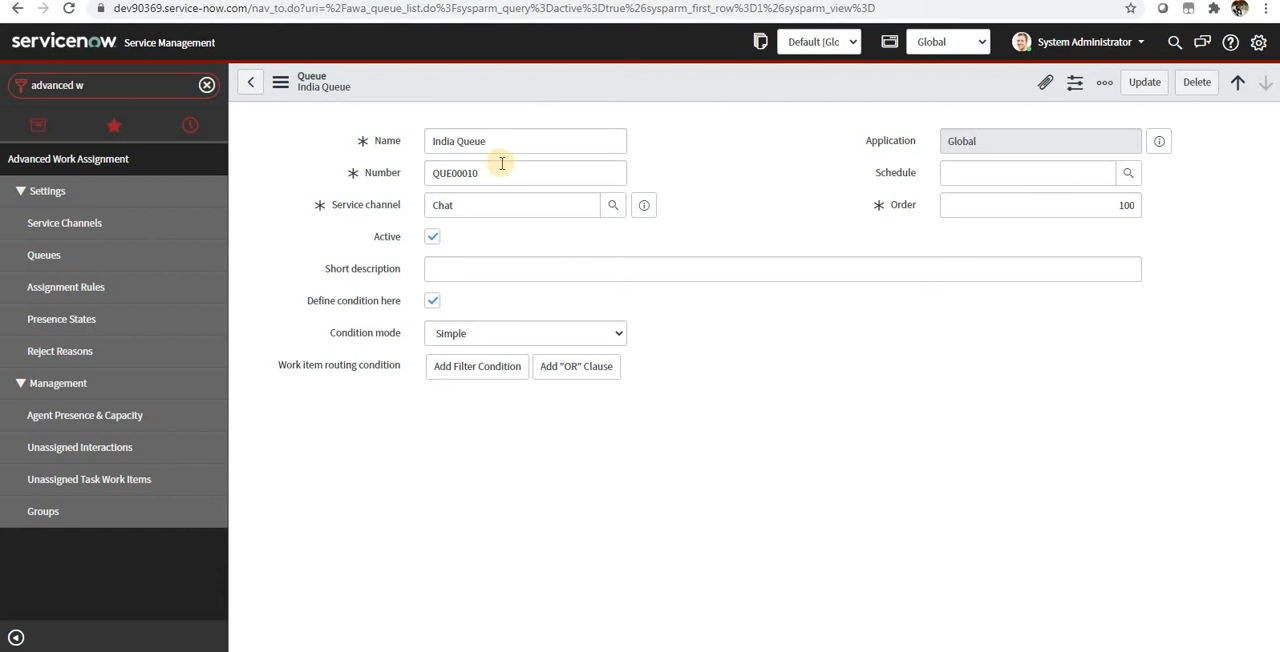 dev90369.service-now.com/nav_to.do?uri=%2Fawa_queue_list.do%3Fsysparm_query%3Dactive%3Dtrue%26sysparm_first_row%3D1%26sysparm_view%3D
servicenow Service Management
Default [Glo
Global
System Administrator
advanced w
Queue
India Queue
Update
Delete
Advanced Work Assignment
Settings
Service Channels
Queues
Assignment Rules
Presence States
Reject Reasons
Management
Agent Presence & Capacity
Unassigned Interactions
Unassigned Task Work Items
Groups
Name India Queue
Number QUE00010
Service channel Chat
Active
Short description
Define condition here
Condition mode Simple
Work item routing condition Add Filter Condition Add "OR" Clause
Application Global
Schedule
Order 100